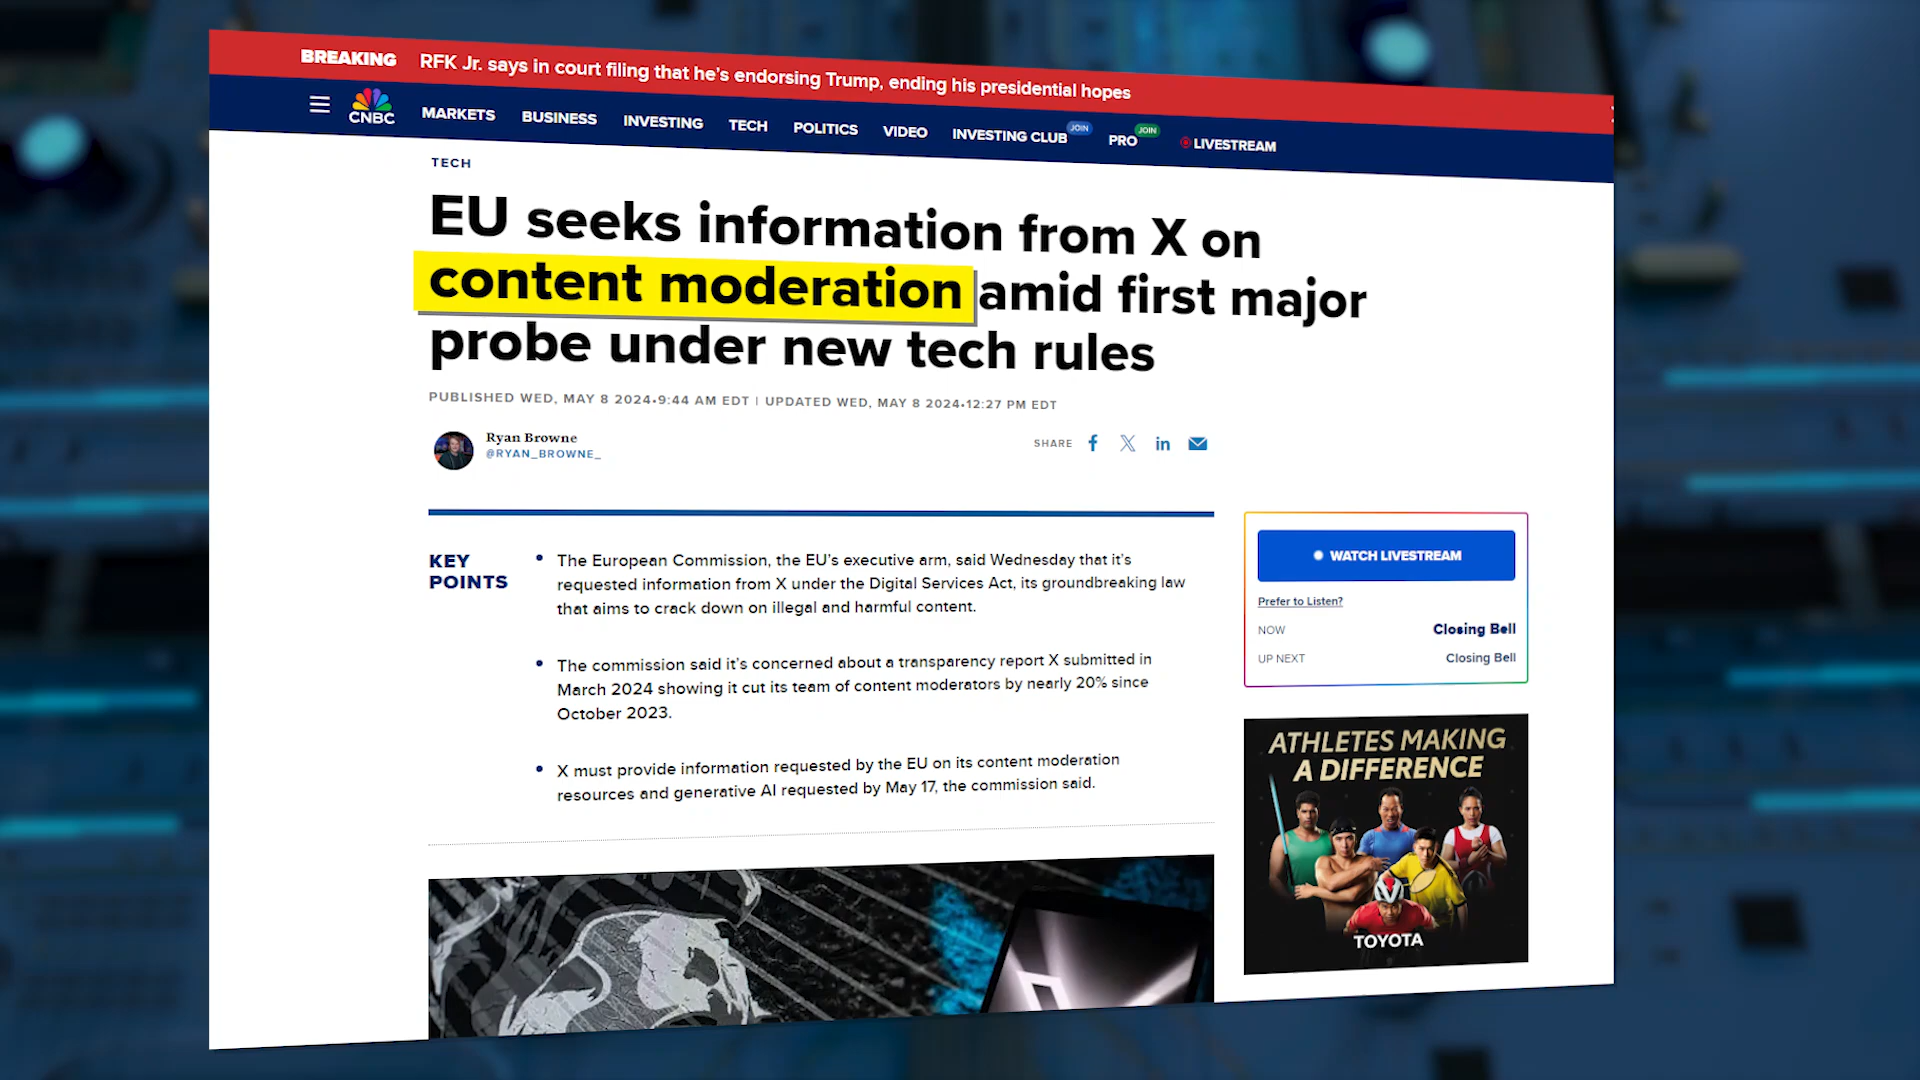 BREAKING RFK Jr. says in court filing that he's endorsing Trump, ending his presidential hopes
CNBC MARKETS BUSINESS INVESTING TECH POLITICS VIDEO INVESTING CLUB JOIN PRO JOIN LIVESTREAM
TECH
EU seeks information from X on
content moderation amid first major
probe under new tech rules
PUBLISHED WED, MAY 8 2024•9:44 AM EDT | UPDATED WED, MAY 8 2024•12:27 PM EDT
Ryan Browne
@RYAN_BROWNE_
SHARE
KEY
POINTS
• The European Commission, the EU's executive arm, said Wednesday that it's
requested information from X under the Digital Services Act, its groundbreaking law
that aims to crack down on illegal and harmful content.
• The commission said it's concerned about a transparency report X submitted in
March 2024 showing it cut its team of content moderators by nearly 20% since
October 2023.
• X must provide information requested by the EU on its content moderation
resources and generative AI requested by May 17, the commission said.
WATCH LIVESTREAM
Prefer to Listen?
NOW Closing Bell
UP NEXT Closing Bell
ATHLETES MAKING
A DIFFERENCE
TOYOTA